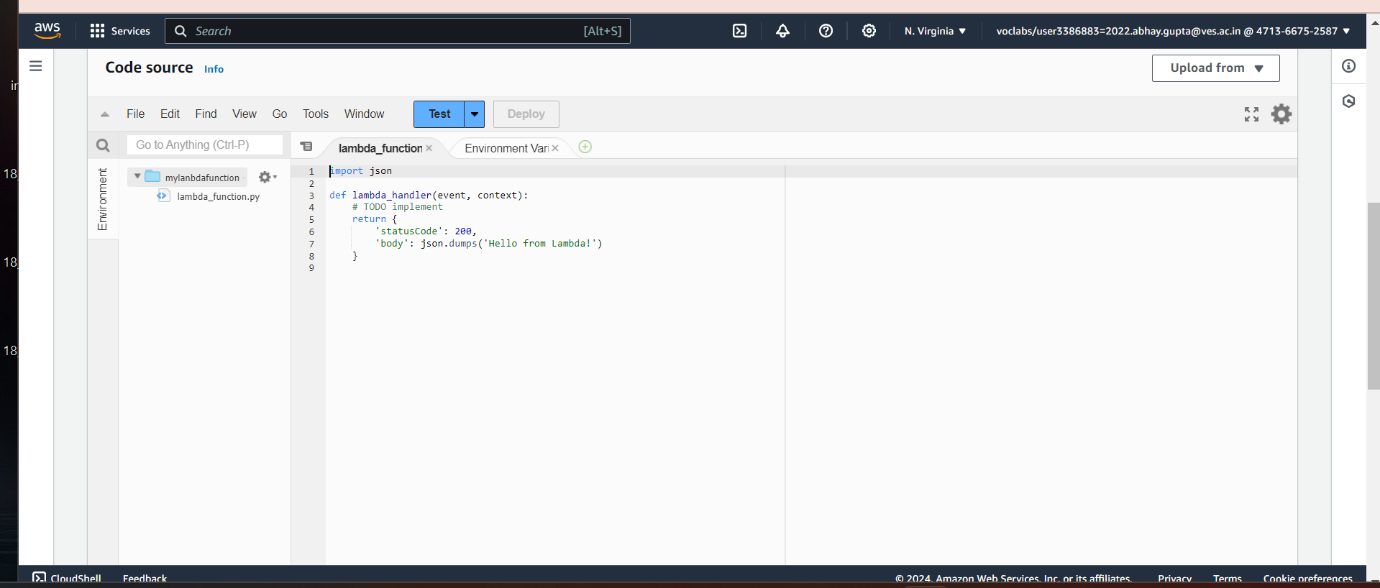 aws Services Search [Alt+S] N. Virginia voclabs/user3386883=2022.abhay.gupta@ves.ac.in @ 4713-6675-2587
Code source Info Upload from
File Edit Find View Go Tools Window Test Deploy
Go to Anything (Ctrl-P) lambda_function Environment Vari
Environment
mylanbdafunction
lambda_function.py
1 import json
2
3 def lambda_handler(event, context):
4 # TODO implement
5 return {
6 'statusCode': 200,
7 'body': json.dumps('Hello from Lambda!')
8 }
9
in
18
18
18
CloudShell Feedback © 2024, Amazon Web Services, Inc. or its affiliates. Privacy Terms Cookie preferences